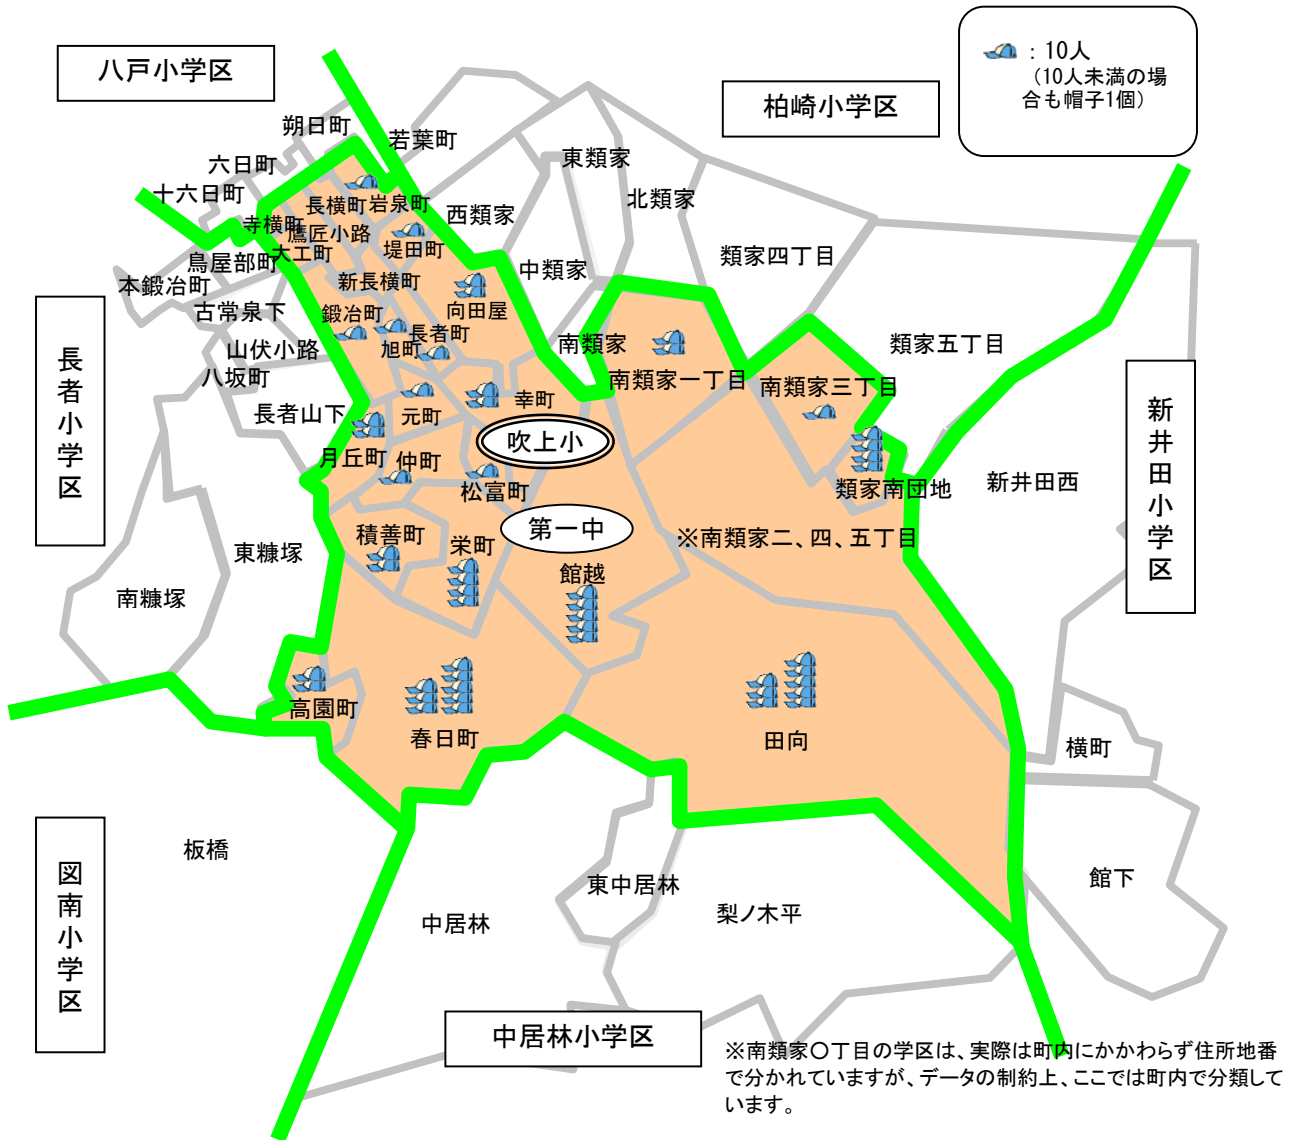 八戸小学区
：10人
（10人未満の場
合も帽子1個）
柏崎小学区
朔日町
若葉町
六日町
東類家
十六日町
北類家
長横町
岩泉町
西類家
寺横町
鷹匠小路
堤田町
大工町
類家四丁目
鳥屋部町
中類家
本鍛冶町
新長横町
向田屋
古常泉下
鍛冶町
長者町
南類家
類家五丁目
山伏小路
旭町
長者小学区
八坂町
南類家一丁目
南類家三丁目
新井田小学区
長者山下
元町
幸町
吹上小
月丘町
仲町
松富町
類家南団地
新井田西
積善町
栄町
第一中
※南類家二、四、五丁目
東糠塚
館越
南糠塚
高園町
春日町
田向
横町
板橋
館下
図南小学区
東中居林
中居林
梨ノ木平
中居林小学区
※南類家〇丁目の学区は、実際は町内にかかわらず住所地番
で分かれていますが、データの制約上、ここでは町内で分類して
います。